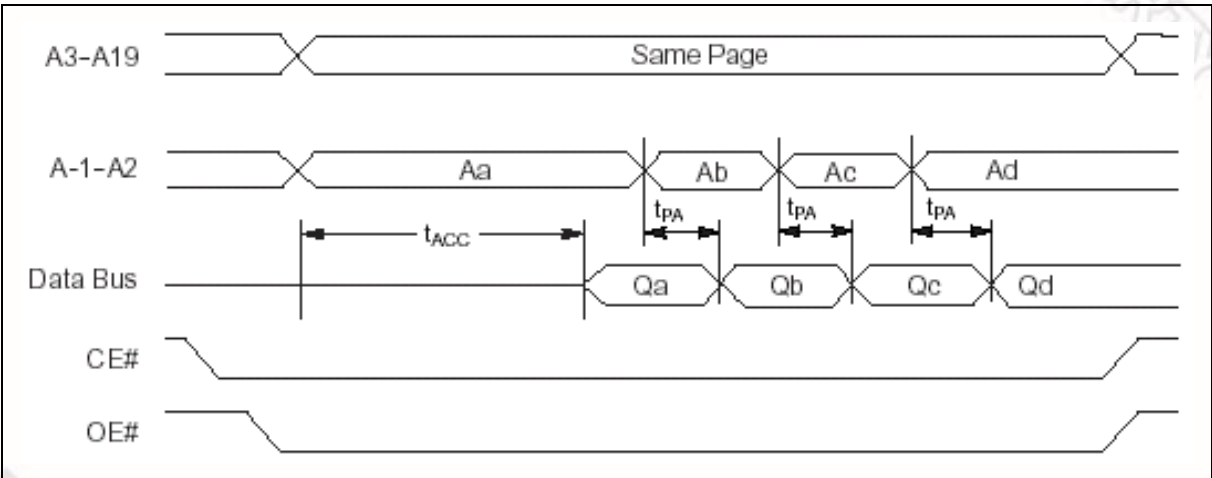 A3-A19
Same Page
A-1-A2
Aa
Ab
Ac
Ad
tACC
tPA
tPA
tPA
Data Bus
Qa
Qb
Qc
Qd
CE#
OE#